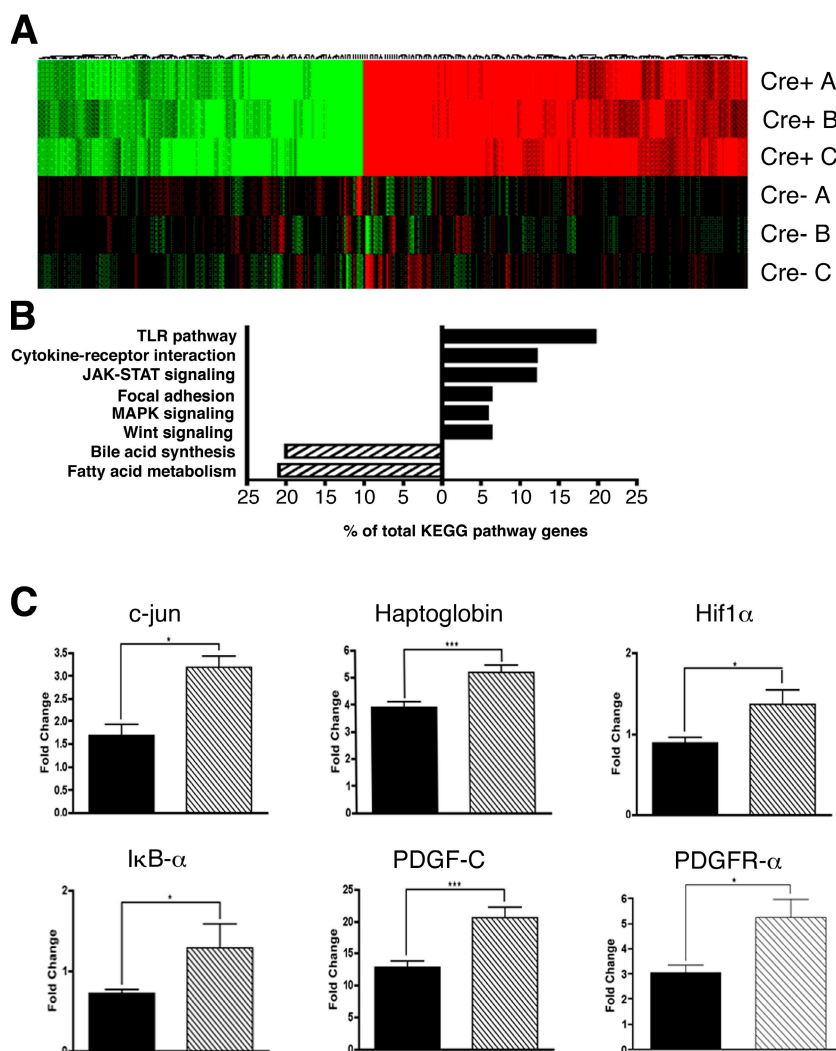 A
Cre+ A
Cre+ B
Cre+ C
Cre- A
Cre- B
Cre- C
B
TLR pathway
Cytokine-receptor interaction
JAK-STAT signaling
Focal adhesion
MAPK signaling
Wint signaling
Bile acid synthesis
Fatty acid metabolism
25 20 15 10 5 0 5 10 15 20 25
% of total KEGG pathway genes
C
c-jun
Fold Change
3.5
3.0
2.5
2.0
1.5
1.0
0.5
0.0
*
Haptoglobin
Fold Change
6
5
4
3
2
1
0
***
Hif1α
Fold Change
2
1
0
*
IκB-α
Fold Change
2
1
0
*
PDGF-C
Fold Change
25
20
15
10
5
0
***
PDGFR-α
Fold Change
6
5
4
3
2
1
0
*